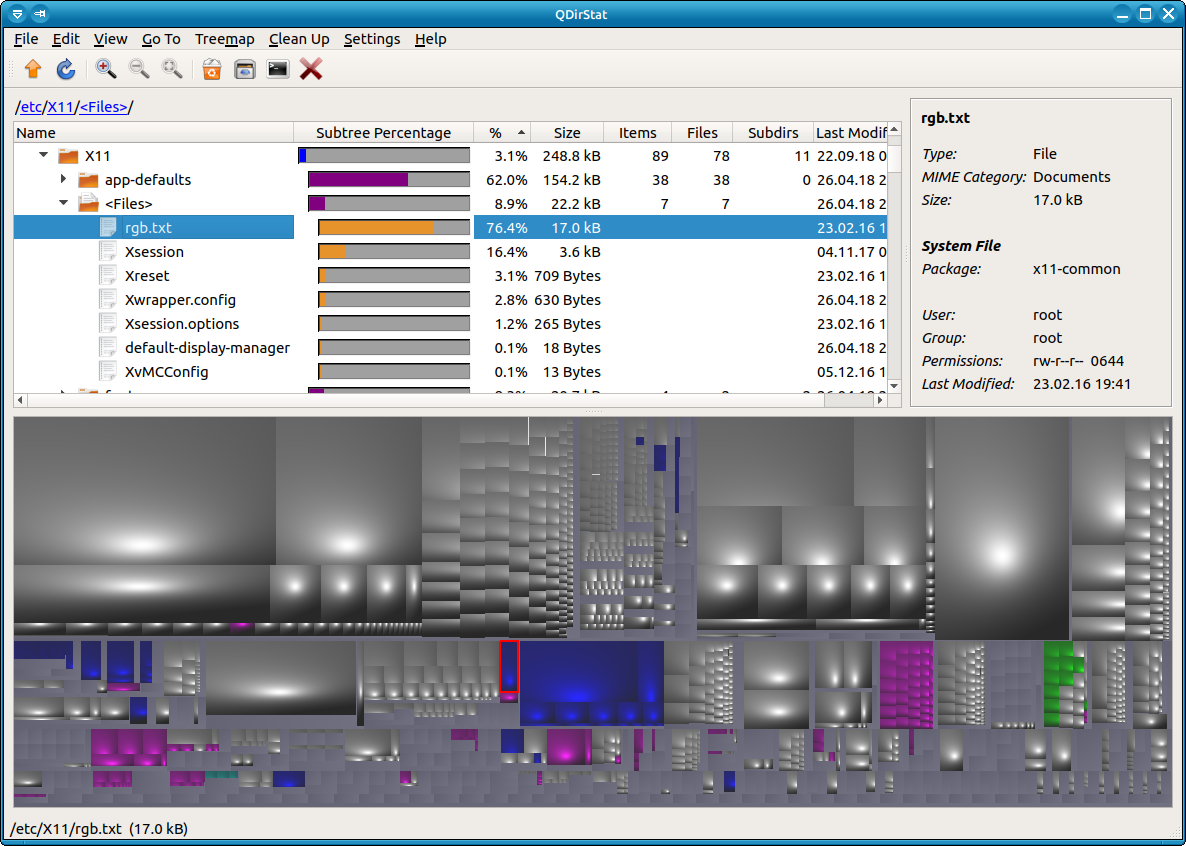 QDirStat
File Edit View Go To Treemap Clean Up Settings Help
/etc/X11/<Files>/
Name Subtree Percentage % Size Items Files Subdirs Last Modif
X11 3.1% 248.8 kB 89 78 11 22.09.18 0
app-defaults 62.0% 154.2 kB 38 38 0 26.04.18 2
<Files> 8.9% 22.2 kB 7 7 26.04.18 2
rgb.txt 76.4% 17.0 kB 23.02.16 1
Xsession 16.4% 3.6 kB 04.11.17 0
Xreset 3.1% 709 Bytes 23.02.16 1
Xwrapper.config 2.8% 630 Bytes 26.04.18 2
Xsession.options 1.2% 265 Bytes 23.02.16 1
default-display-manager 0.1% 18 Bytes 26.04.18 2
XvMCConfig 0.1% 13 Bytes 05.12.16 1
rgb.txt
Type: File
MIME Category: Documents
Size: 17.0 kB
System File
Package: x11-common
User: root
Group: root
Permissions: rw-r--r-- 0644
Last Modified: 23.02.16 19:41
/etc/X11/rgb.txt (17.0 kB)